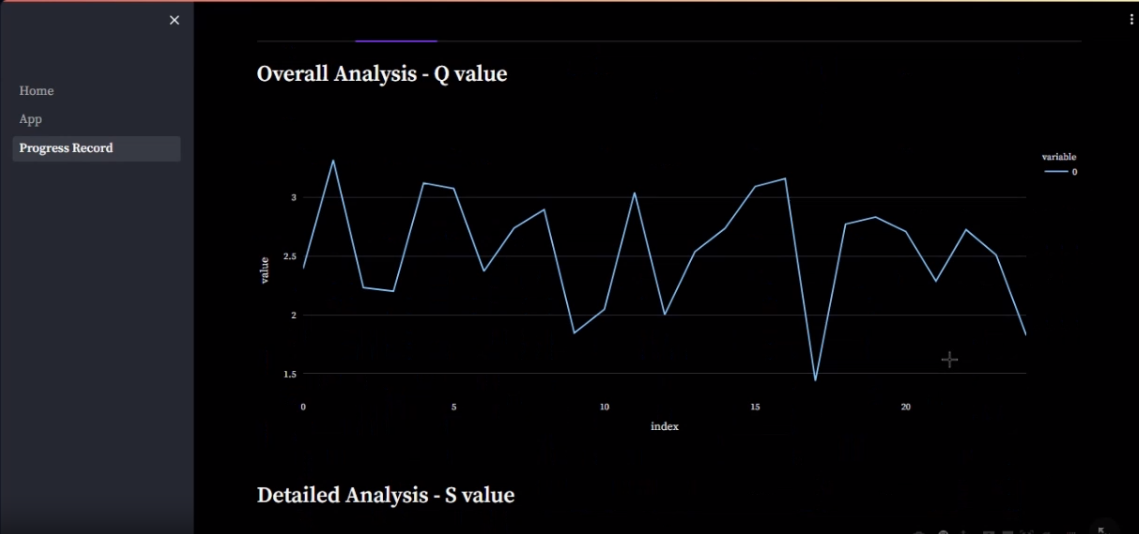 Home
App
Progress Record
Overall Analysis - Q value
variable
0
3
2.5
2
1.5
value
0
5
10
15
20
index
Detailed Analysis - S value